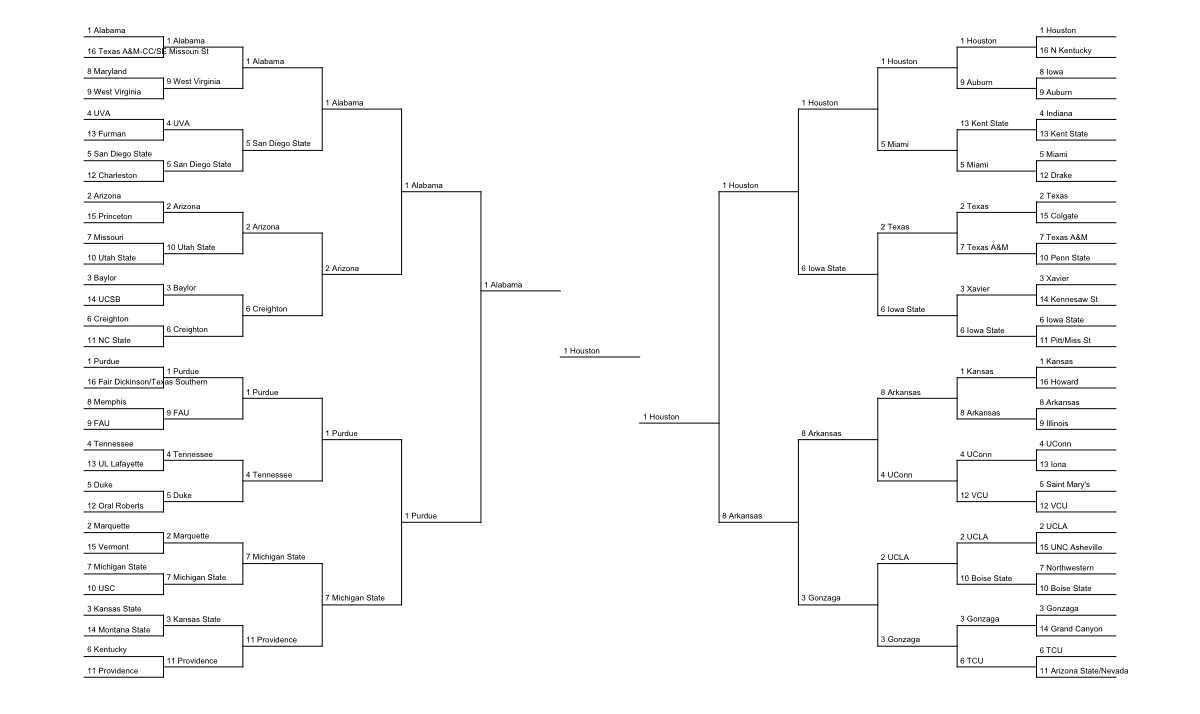 1 Alabama
16 Texas A&M-CC/SE Missouri St
8 Maryland
9 West Virginia
4 UVA
13 Furman
5 San Diego State
12 Charleston
2 Arizona
15 Princeton
7 Missouri
10 Utah State
3 Baylor
14 UCSB
6 Creighton
11 NC State
1 Purdue
16 Fair Dickinson/Texas Southern
8 Memphis
9 FAU
4 Tennessee
13 UL Lafayette
5 Duke
12 Oral Roberts
2 Marquette
15 Vermont
7 Michigan State
10 USC
3 Kansas State
14 Montana State
6 Kentucky
11 Providence
1 Alabama
9 West Virginia
4 UVA
5 San Diego State
2 Arizona
10 Utah State
3 Baylor
6 Creighton
1 Purdue
9 FAU
4 Tennessee
5 Duke
2 Marquette
7 Michigan State
3 Kansas State
11 Providence
1 Alabama
5 San Diego State
2 Arizona
6 Creighton
1 Purdue
4 Tennessee
7 Michigan State
11 Providence
1 Alabama
2 Arizona
1 Purdue
7 Michigan State
1 Alabama
1 Purdue
1 Alabama
1 Houston
1 Houston
1 Houston
8 Arkansas
1 Houston
6 Iowa State
8 Arkansas
3 Gonzaga
1 Houston
5 Miami
2 Texas
6 Iowa State
8 Arkansas
4 UConn
2 UCLA
3 Gonzaga
1 Houston
9 Auburn
13 Kent State
5 Miami
2 Texas
7 Texas A&M
3 Xavier
6 Iowa State
1 Kansas
8 Arkansas
4 UConn
12 VCU
2 UCLA
10 Boise State
3 Gonzaga
6 TCU
1 Houston
16 N Kentucky
8 Iowa
9 Auburn
4 Indiana
13 Kent State
5 Miami
12 Drake
2 Texas
15 Colgate
7 Texas A&M
10 Penn State
3 Xavier
14 Kennesaw St
6 Iowa State
11 Pitt/Miss St
1 Kansas
16 Howard
8 Arkansas
9 Illinois
4 UConn
13 Iona
5 Saint Mary's
12 VCU
2 UCLA
15 UNC Asheville
7 Northwestern
10 Boise State
3 Gonzaga
14 Grand Canyon
6 TCU
11 Arizona State/Nevada